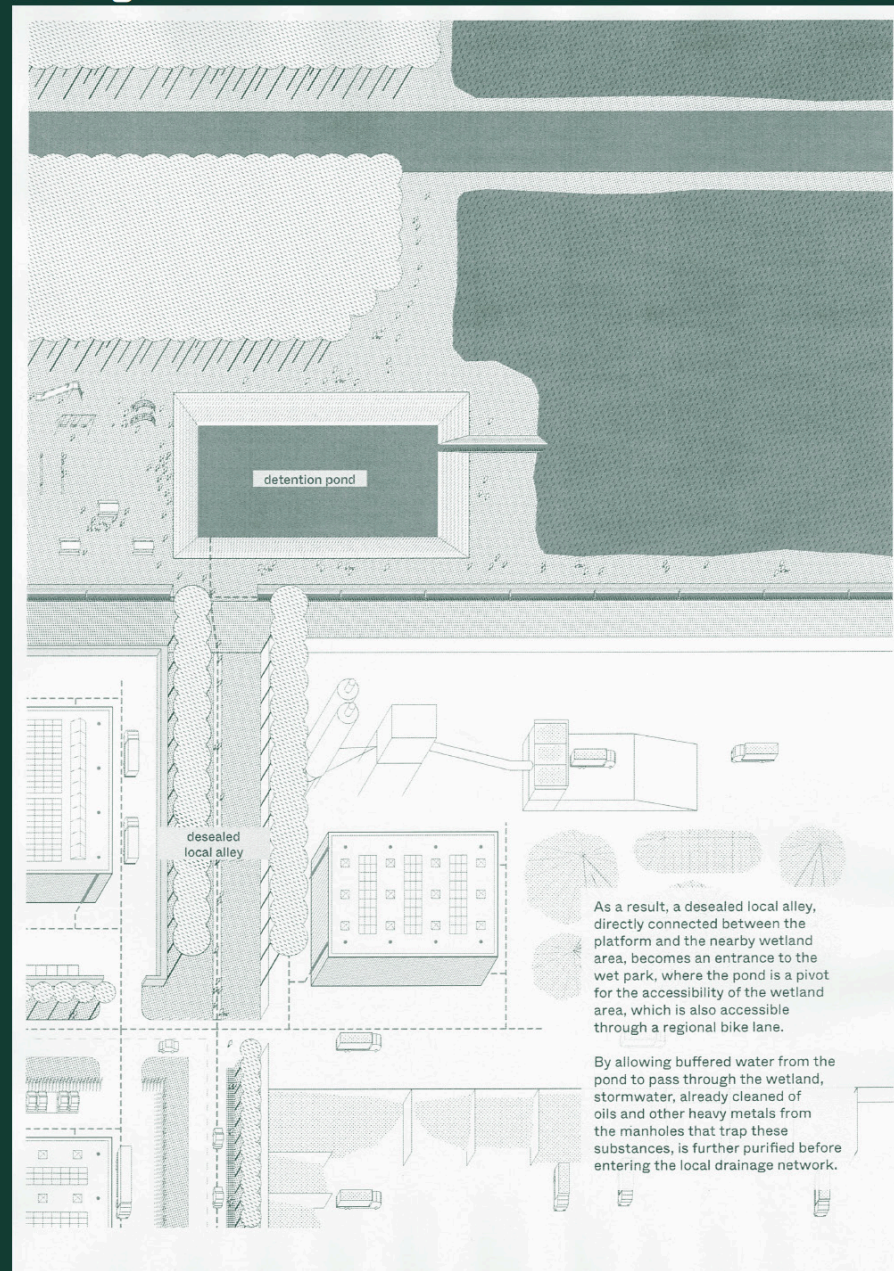 detention pond
desealed
local alley
As a result, a desealed local alley,
directly connected between the
platform and the nearby wetland
area, becomes an entrance to the
wet park, where the pond is a pivot
for the accessibility of the wetland
area, which is also accessible
through a regional bike lane.
By allowing buffered water from the
pond to pass through the wetland,
stormwater, already cleaned of
oils and other heavy metals from
the manholes that trap these
substances, is further purified before
entering the local drainage network.